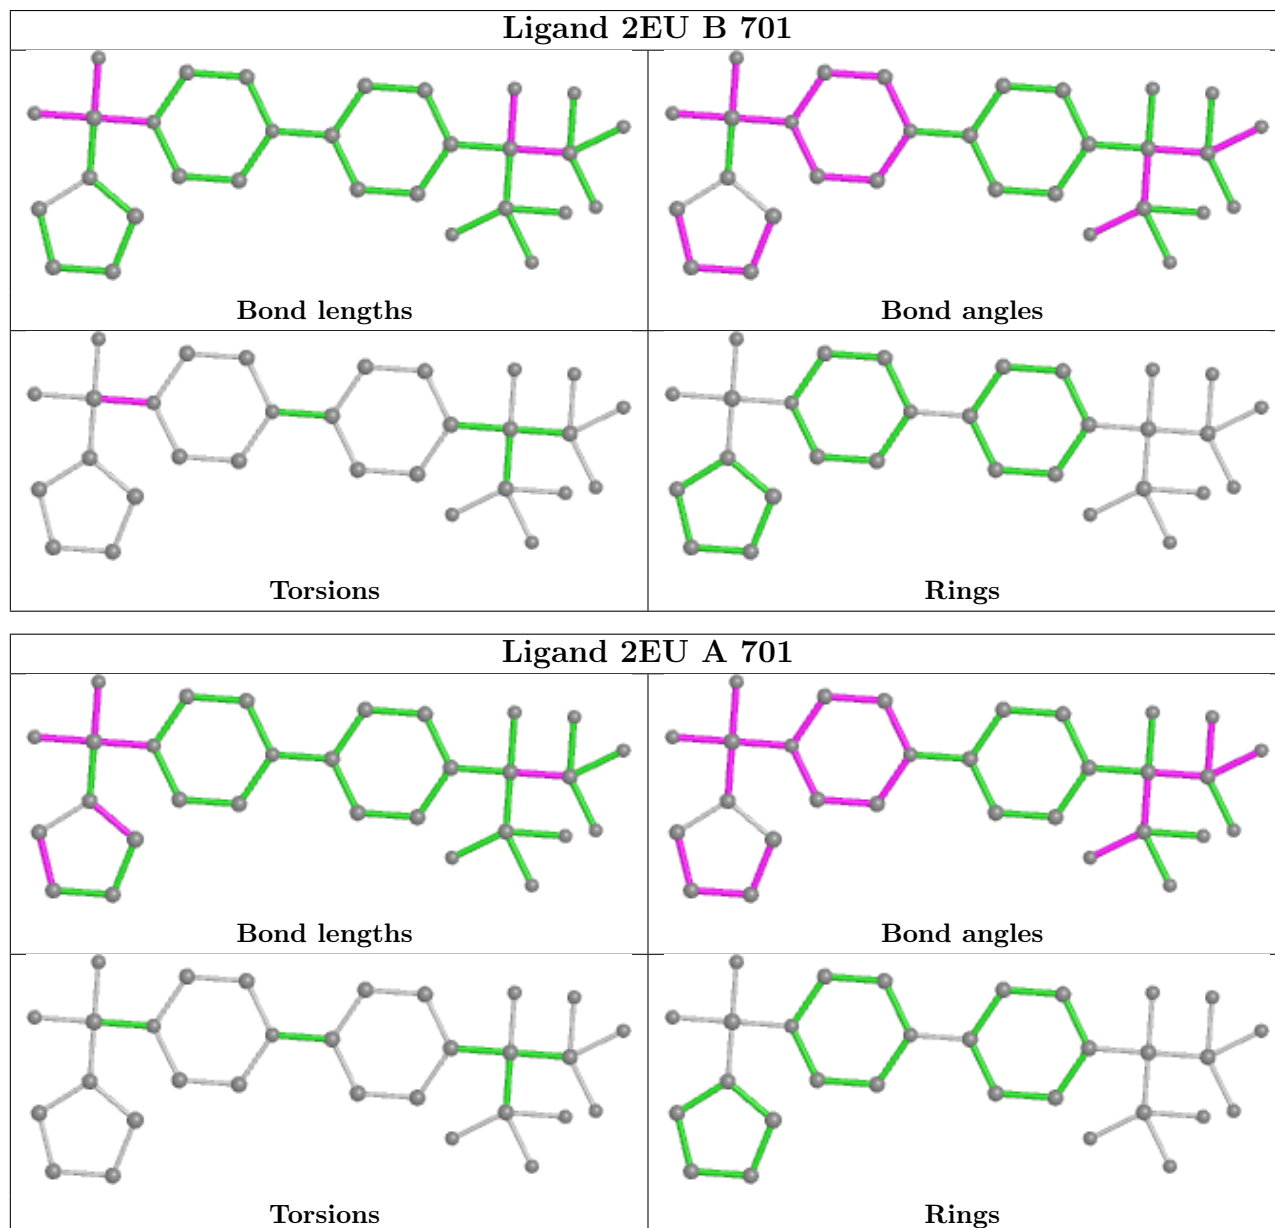 Ligand 2EU B 701
Bond lengths
Bond angles
Torsions
Rings
Ligand 2EU A 701
Bond lengths
Bond angles
Torsions
Rings